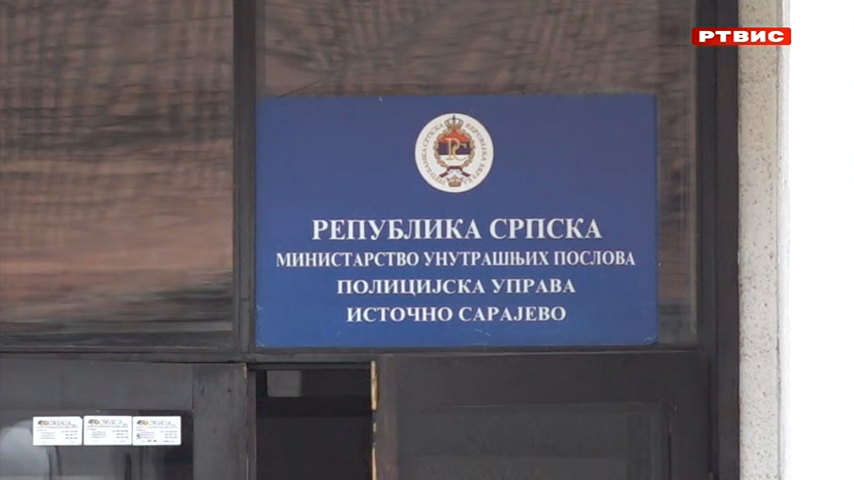 РТВИС
РЕПУБЛИКА СРПСКА
МИНИСТАРСТВО УНУТРАШЊИХ ПОСЛОВА
ПОЛИЦИЈСКА УПРАВА
ИСТОЧНО САРАЈЕВО